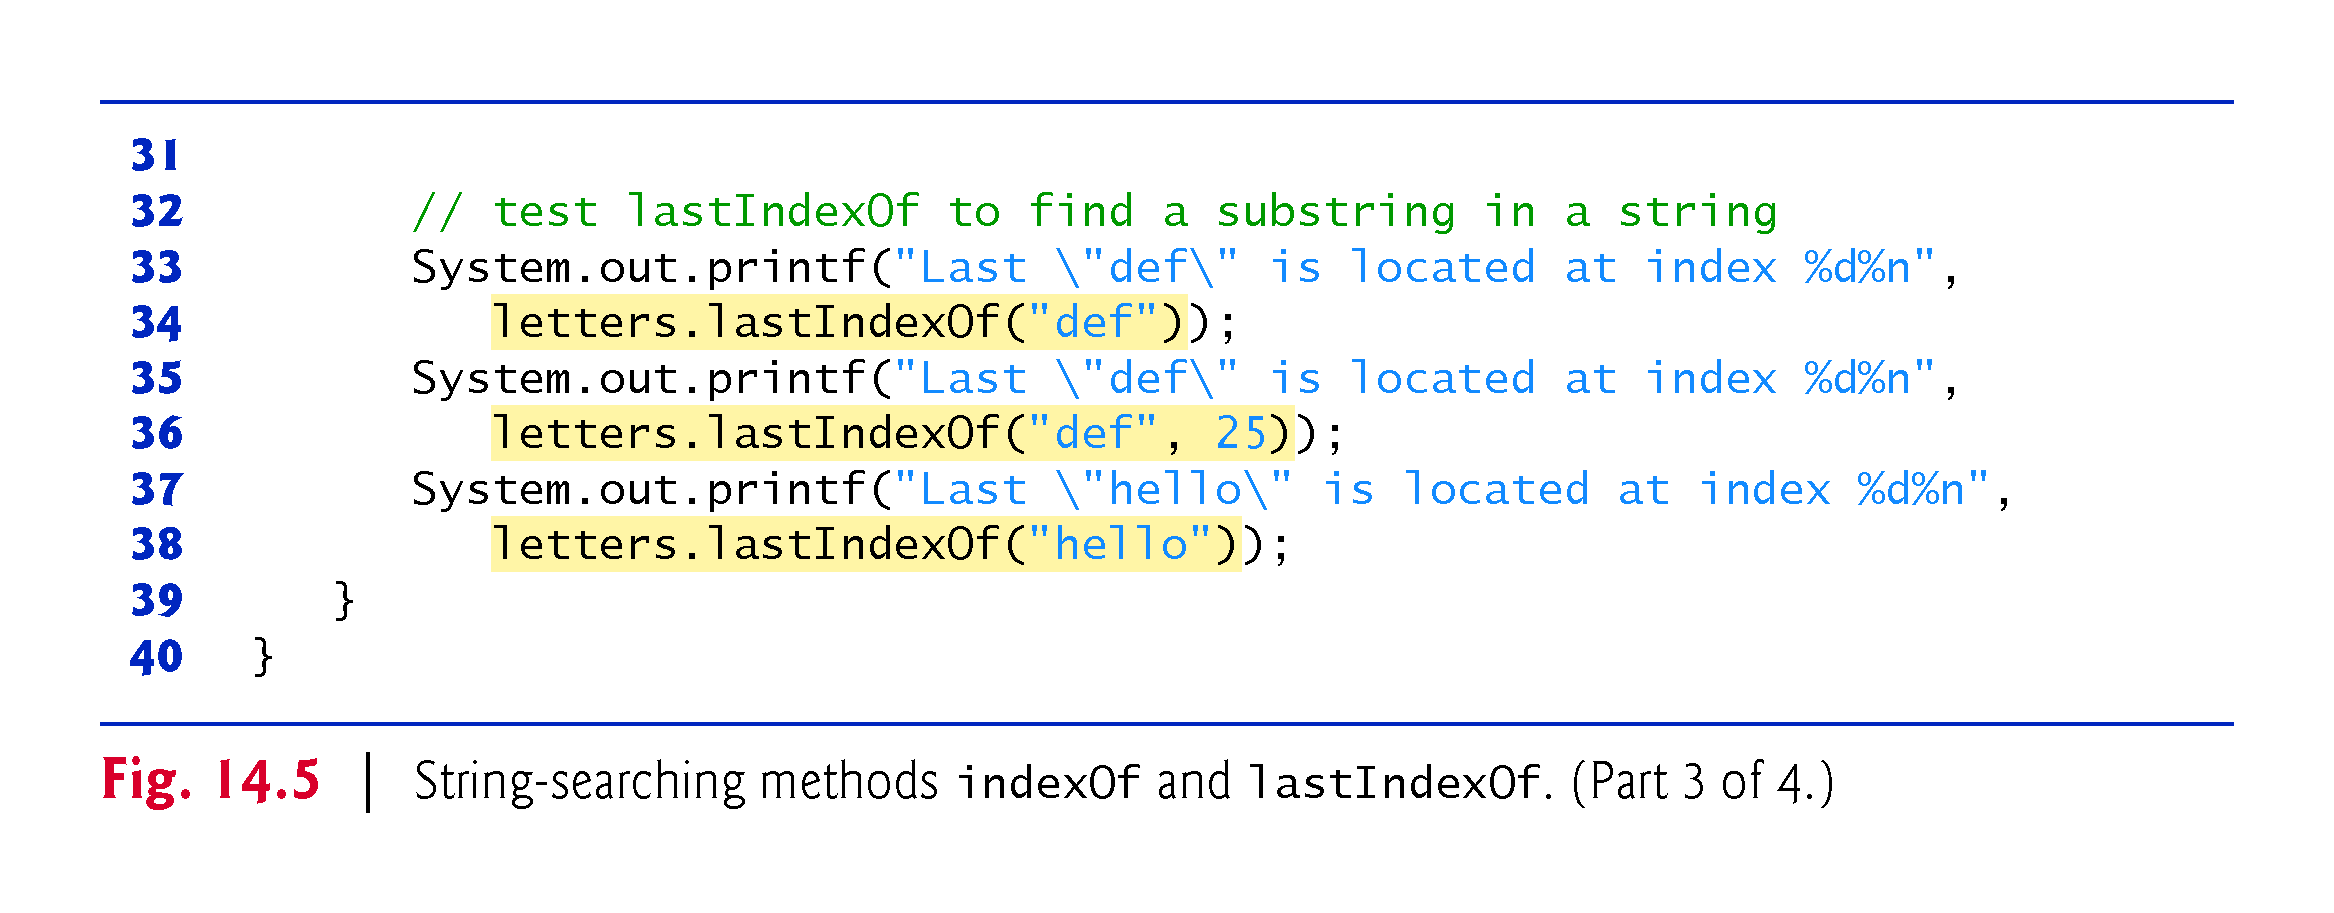 31
32 // test lastIndexOf to find a substring in a string
33 System.out.printf("Last \"def\" is located at index %d%n",
34 letters.lastIndexOf("def"));
35 System.out.printf("Last \"def\" is located at index %d%n",
36 letters.lastIndexOf("def", 25));
37 System.out.printf("Last \"hello\" is located at index %d%n",
38 letters.lastIndexOf("hello"));
39 }
40 }
Fig. 14.5 | String-searching methods indexOf and lastIndexOf. (Part 3 of 4.)